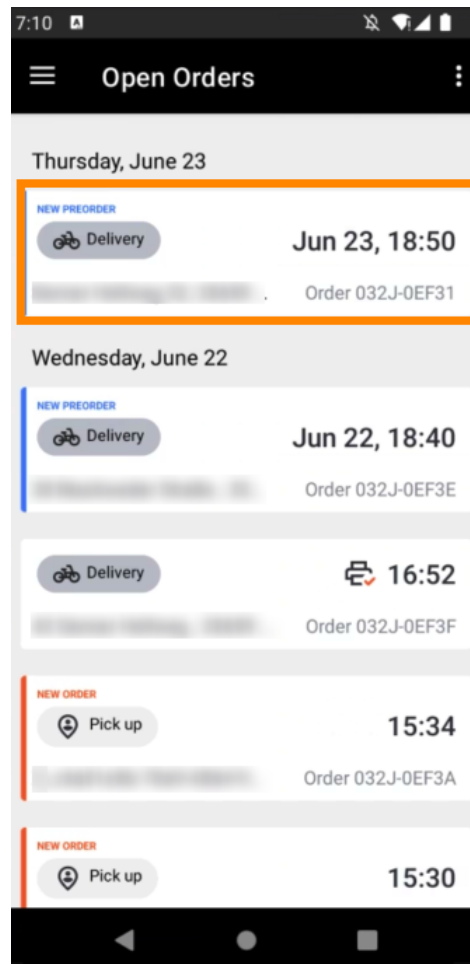 7:10 A
Open Orders
Thursday, June 23
NEW PREORDER
Delivery
Jun 23, 18:50
Order 032J-0EF31
Wednesday, June 22
NEW PREORDER
Delivery
Jun 22, 18:40
Order 032J-0EF3E
Delivery
16:52
Order 032J-0EF3F
NEW ORDER
Pick up
15:34
Order 032J-0EF3A
NEW ORDER
Pick up
15:30